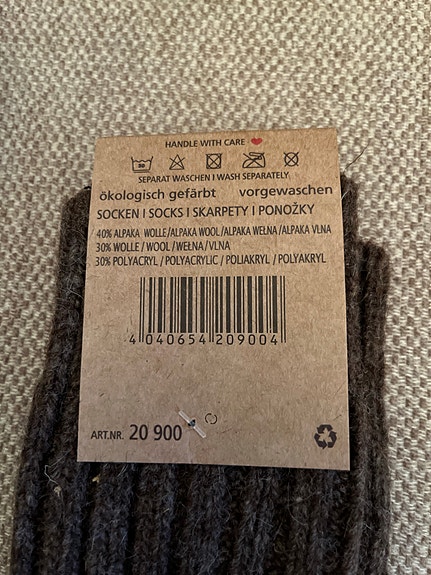 HANDLE WITH CARE
30
SEPARAT WASCHEN I WASH SEPARATELY
ökologisch gefärbt vorgewaschen
SOCKEN I SOCKS I SKARPETY I PONOŽKY
40% ALPAKA WOLLE/ALPAKA WOOL/ALPAKA WEŁNA/ALPAKA VLNA
30% WOLLE/WOOL/WEŁNA/VLNA
30% POLYACRYL/POLYACRYLIC/POLIAKRYL/POLYAKRYL
4 040654 209004
ART.NR. 20 900